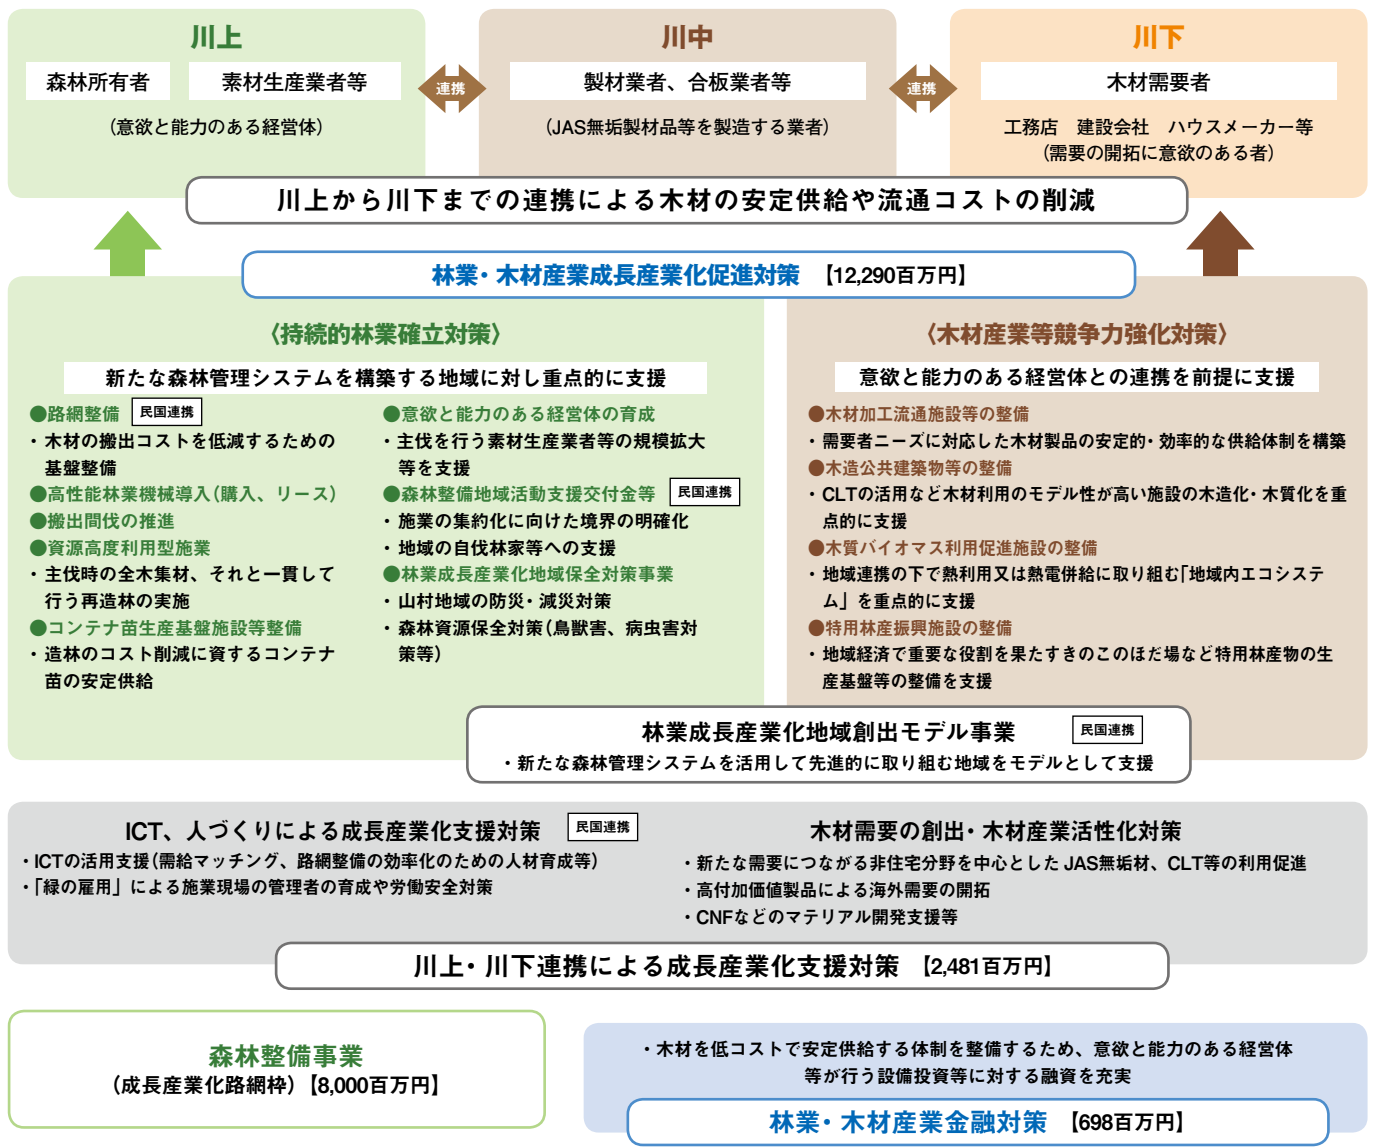 川上
森林所有者
素材生産業者等
(意欲と能力のある経営体)
連携
川中
製材業者、合板業者等
(JAS無垢製材品等を製造する業者)
連携
川下
木材需要者
工務店　建設会社　ハウスメーカー等
(需要の開拓に意欲のある者)
川上から川下までの連携による木材の安定供給や流通コストの削減
林業・木材産業成長産業化促進対策　【12,290百万円】
〈持続的林業確立対策〉
新たな森林管理システムを構築する地域に対し重点的に支援
●路網整備　民国連携
・木材の搬出コストを低減するための
基盤整備
●高性能林業機械導入(購入、リース)
●搬出間伐の推進
●資源高度利用型施業
・主伐時の全木集材、それと一貫して
行う再造林の実施
●コンテナ苗生産基盤施設等整備
・造林のコスト削減に資するコンテナ
苗の安定供給
●意欲と能力のある経営体の育成
・主伐を行う素材生産業者等の規模拡大
等を支援
●森林整備地域活動支援交付金等　民国連携
・施業の集約化に向けた境界の明確化
・地域の自伐林家等への支援
●林業成長産業化地域保全対策事業
・山村地域の防災・減災対策
・森林資源保全対策(鳥獣害、病虫害対
策等)
〈木材産業等競争力強化対策〉
意欲と能力のある経営体との連携を前提に支援
●木材加工流通施設等の整備
・需要者ニーズに対応した木材製品の安定的・効率的な供給体制を構築
●木造公共建築物等の整備
・CLTの活用など木材利用のモデル性が高い施設の木造化・木質化を重
点的に支援
●木質バイオマス利用促進施設の整備
・地域連携の下で熱利用又は熱電併給に取り組む「地域内エコシステ
ム」を重点的に支援
●特用林産振興施設の整備
・地域経済で重要な役割を果たすきのこのほだ場など特用林産物の生
産基盤等の整備を支援
林業成長産業化地域創出モデル事業　民国連携
・新たな森林管理システムを活用して先進的に取り組む地域をモデルとして支援
ICT、人づくりによる成長産業化支援対策　民国連携
・ICTの活用支援(需給マッチング、路網整備の効率化のための人材育成等)
・「緑の雇用」による施業現場の管理者の育成や労働安全対策
木材需要の創出・木材産業活性化対策
・新たな需要につながる非住宅分野を中心とした JAS無垢材、CLT等の利用促進
・高付加価値製品による海外需要の開拓
・CNFなどのマテリアル開発支援等
川上・川下連携による成長産業化支援対策　【2,481百万円】
森林整備事業
(成長産業化路網枠)【8,000百万円】
・木材を低コストで安定供給する体制を整備するため、意欲と能力のある経営体
等が行う設備投資等に対する融資を充実
林業・木材産業金融対策　【698百万円】